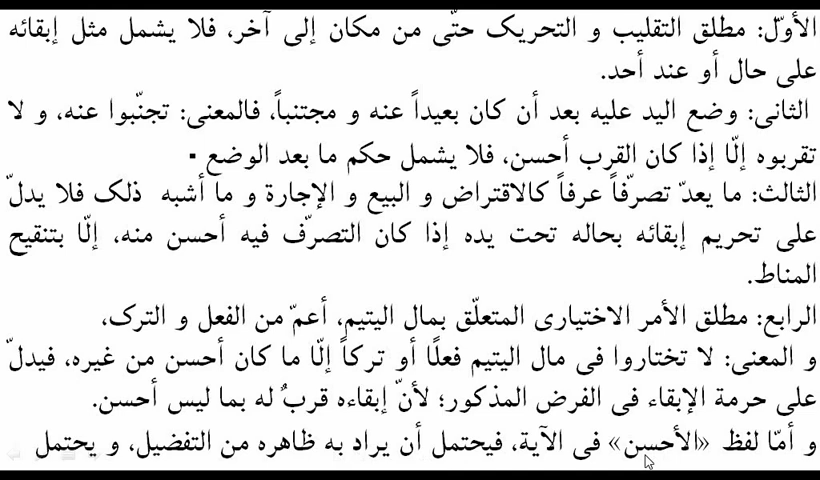 الأوّل: مطلق التقليب و التحريک حتّى من مكان إلى آخر، فلا يشمل مثل إبقائه
على حال أو عند أحد.
الثانى: وضع اليد عليه بعد أن كان بعيداً عنه و مجتنباً، فالمعنى: تجنّبوا عنه، و لا
تقربوه إلّا إذا كان القرب أحسن، فلا يشمل حكم ما بعد الوضع .
الثالث: ما يعدّ تصرّفاً عرفاً كالاقتراض و البيع و الإجارة و ما أشبه ذلک فلا يدلّ
على تحريم إبقائه بحاله تحت يده إذا كان التصرّف فيه أحسن منه، إلّا بتنقيح
المناط.
الرابع: مطلق الأمر الاختيارى المتعلّق بمال اليتيم، أعمّ من الفعل و الترک،
و المعنى: لا تختاروا فى مال اليتيم فعلًا أو تركاً إلّا ما كان أحسن من غيره، فيدلّ
على حرمة الإبقاء فى الفرض المذكور؛ لأنّ إبقاءه قربٌ له بما ليس أحسن.
و أمّا لفظ «الأحسن» فى الآية، فيحتمل أن يراد به ظاهره من التفضيل، و يحتمل